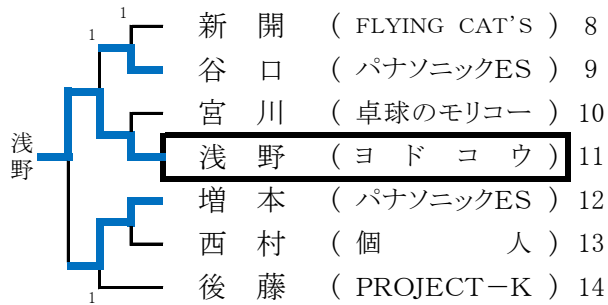 1 新開 (FLYING CAT'S) 8
1 谷口 (パナソニックES) 9
宮川 (卓球のモリコー) 10
浅野 浅野 (ヨドコウ) 11
増本 (パナソニックES) 12
西村 (個人) 13
1 後藤 (PROJECT－K) 14